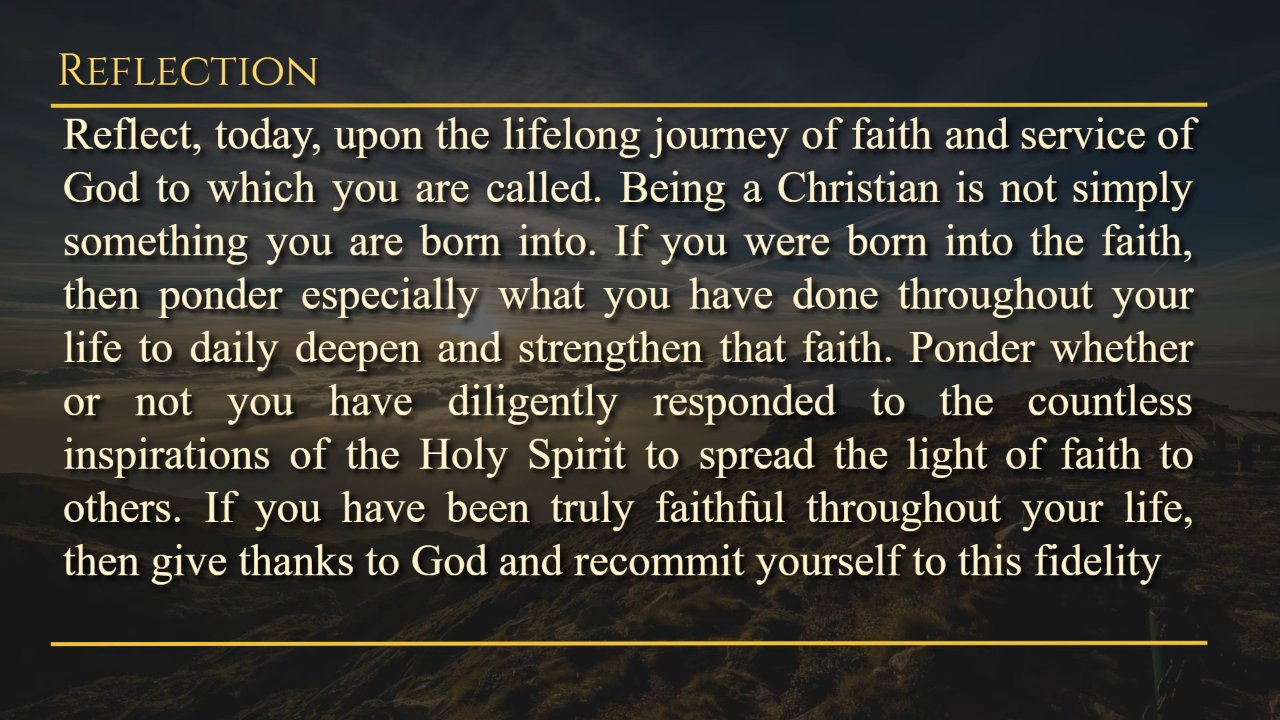 Reflection
Reflect, today, upon the lifelong journey of faith and service of
God to which you are called. Being a Christian is not simply
something you are born into. If you were born into the faith,
then ponder especially what you have done throughout your
life to daily deepen and strengthen that faith. Ponder whether
or not you have diligently responded to the countless
inspirations of the Holy Spirit to spread the light of faith to
others. If you have been truly faithful throughout your life,
then give thanks to God and recommit yourself to this fidelity